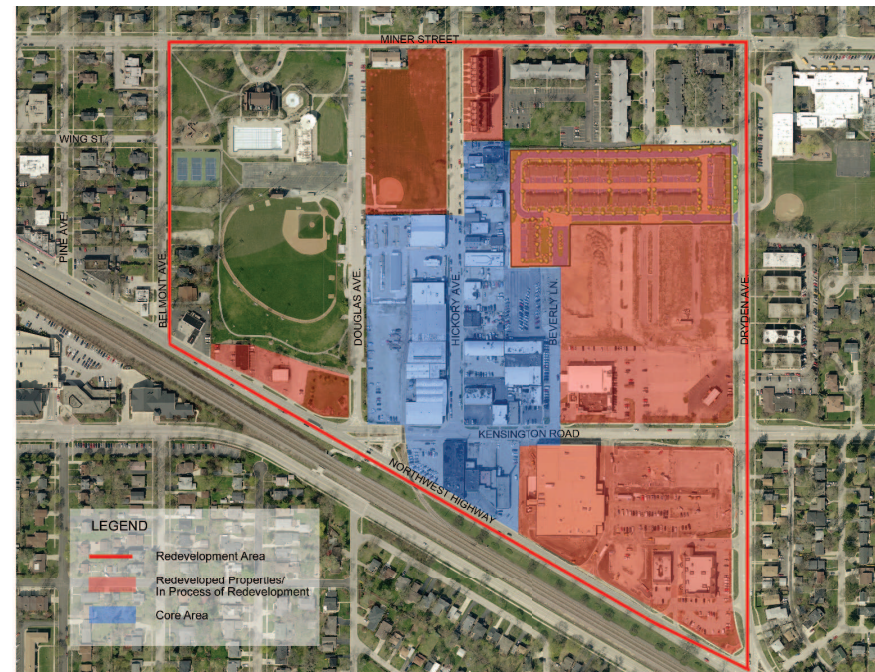 MINER STREET
WING ST.
PINE AVE.
BELMONT AVE.
DOUGLAS AVE.
HICKORY AVE.
BEVERLY LN.
DRYDEN AVE.
KENSINGTON ROAD
NORTHWEST HIGHWAY
LEGEND
Redevelopment Area
Redeveloped Properties/
In Process of Redevelopment
Core Area